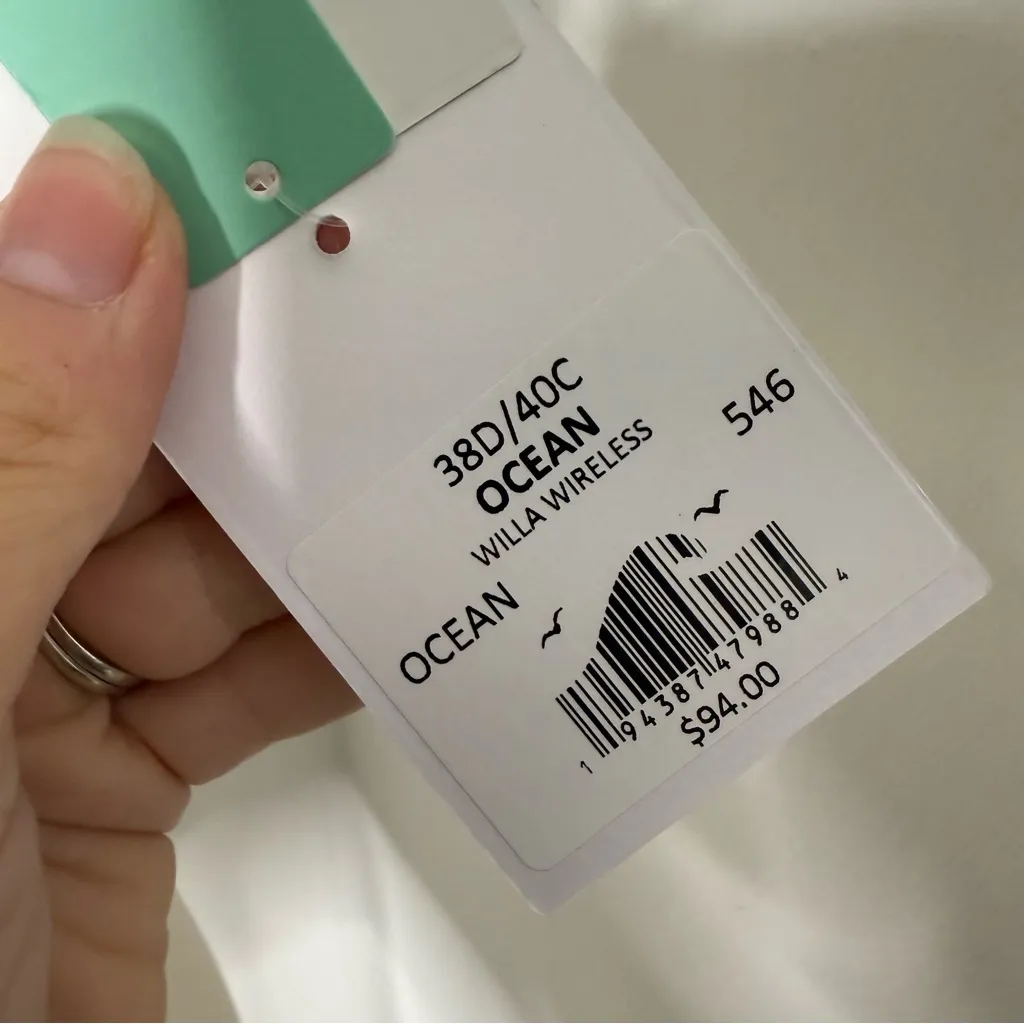 38D/40C
OCEAN
WILLA WIRELESS
546
OCEAN
1 94387 47988 4
$94.00